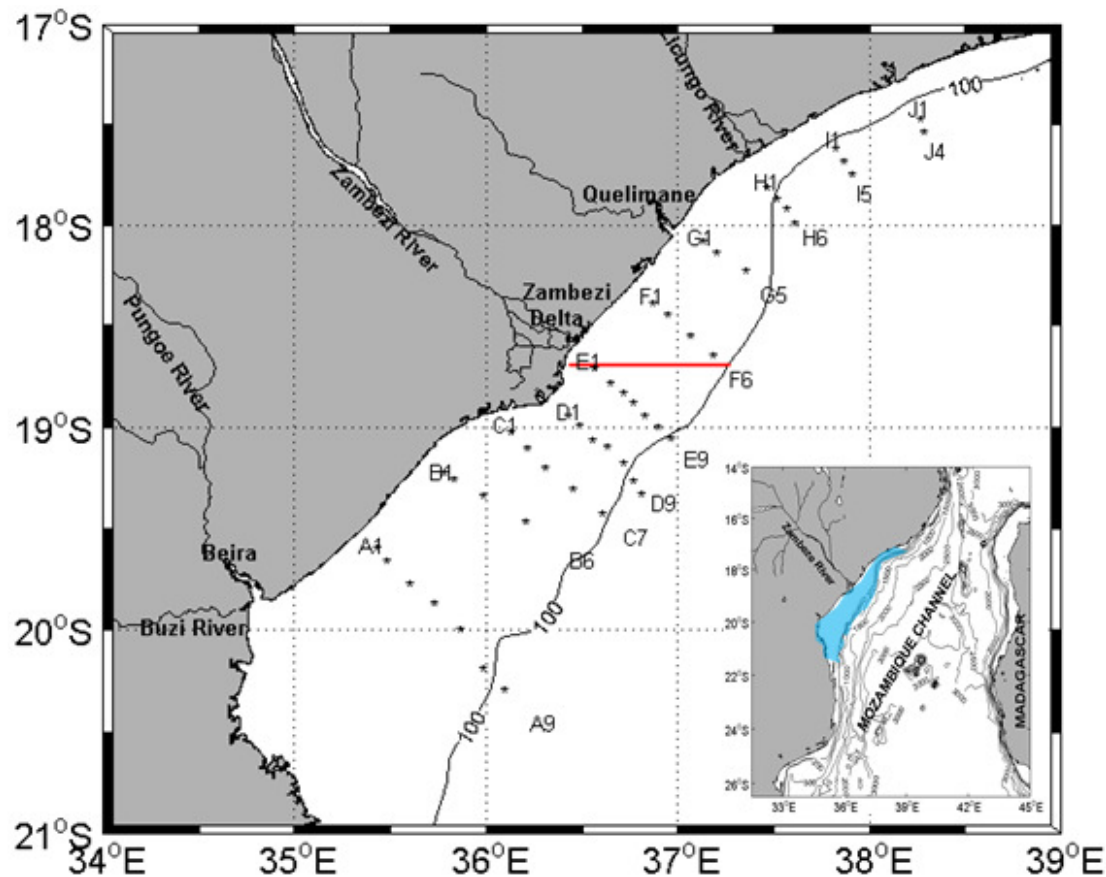 17°S
18°S
19°S
20°S
21°S
34°E
35°E
36°E
37°E
38°E
39°E
icungo River
Zambezi River
Pungoe River
Quelimane
Zambezi
Delta
Beira
Buzi River
100
100
100
J1
J4
I1
I5
H1
H6
G1
G5
F1
F6
E1
E9
D1
D9
C1
C7
B1
B6
A1
A9
14°S
16°S
18°S
20°S
22°S
24°S
26°S
33°E
36°E
39°E
42°E
45°E
Zambeze River
MOZAMBIQUE CHANNEL
MADAGASCAR